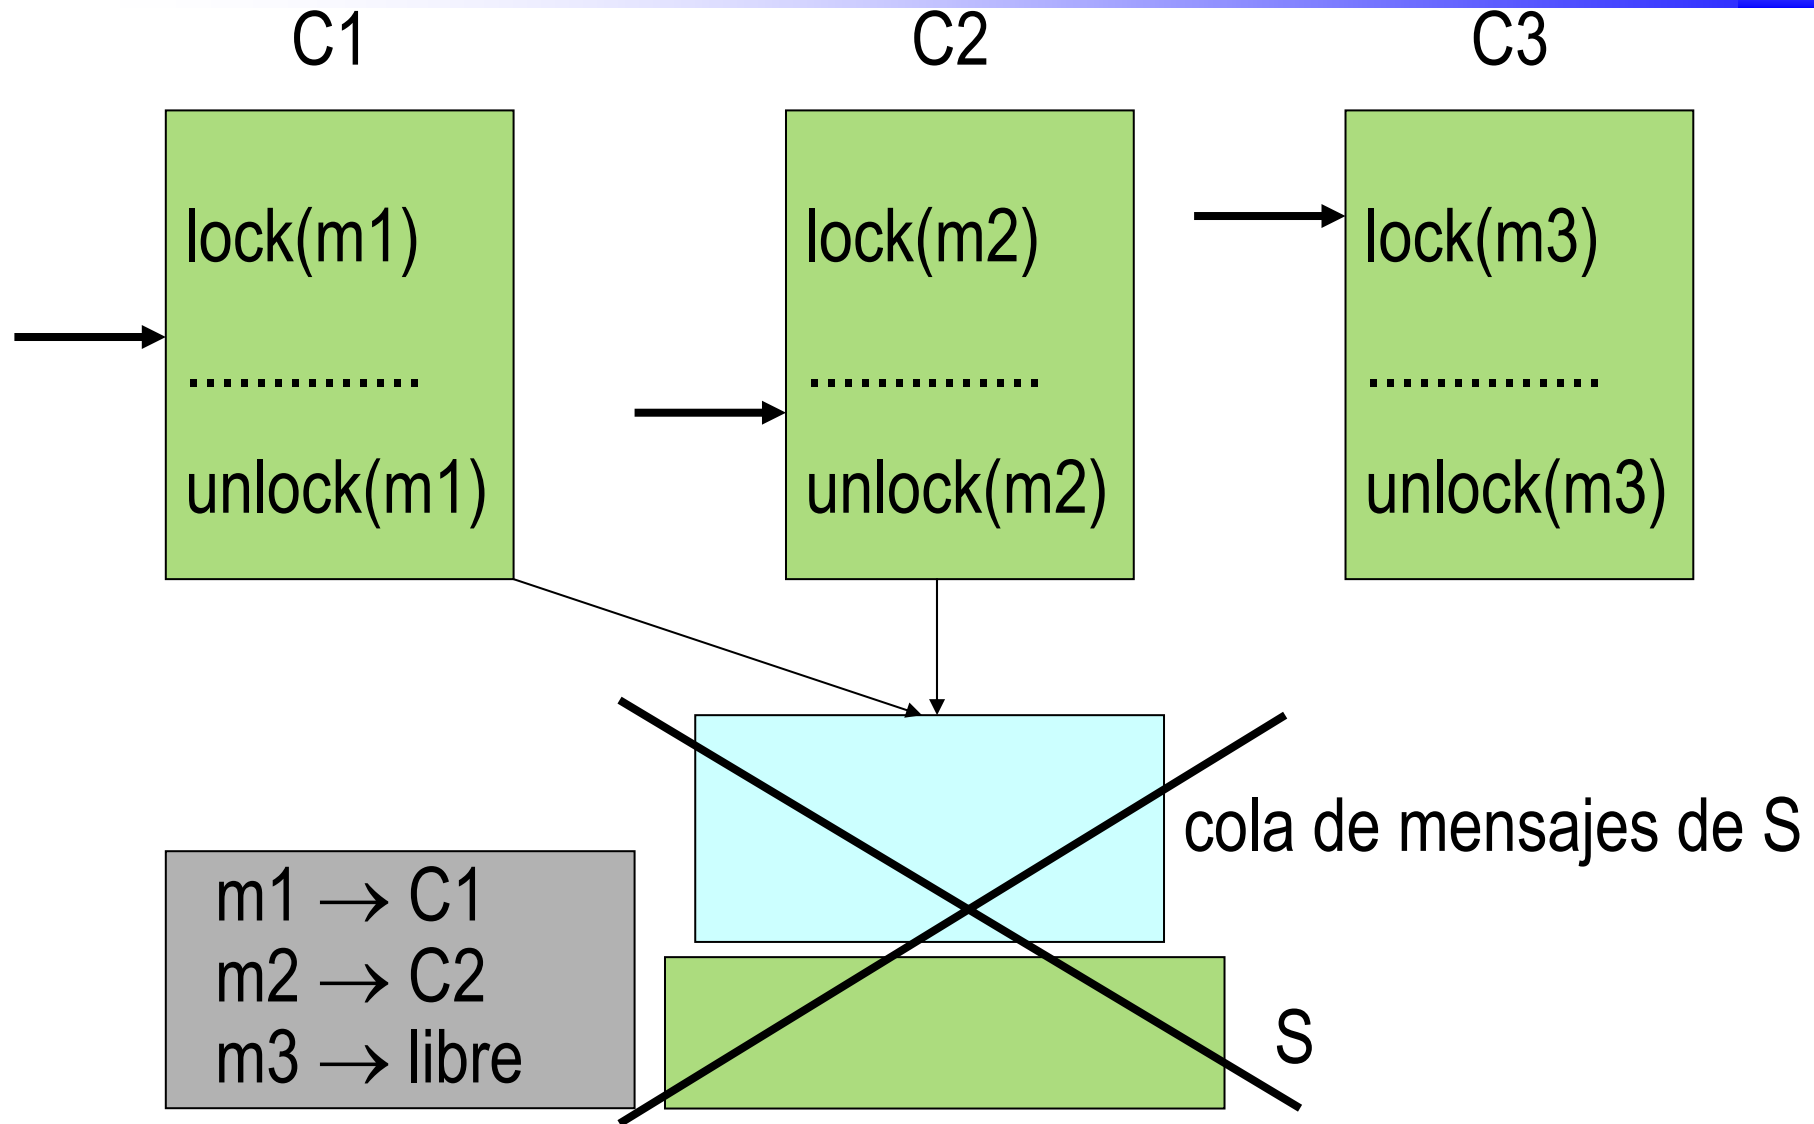 C1
C2
C3
lock(m1)
..............
unlock(m1)
lock(m2)
..............
unlock(m2)
lock(m3)
..............
unlock(m3)
cola de mensajes de S
m1 → C1
m2 → C2
m3 → libre
S